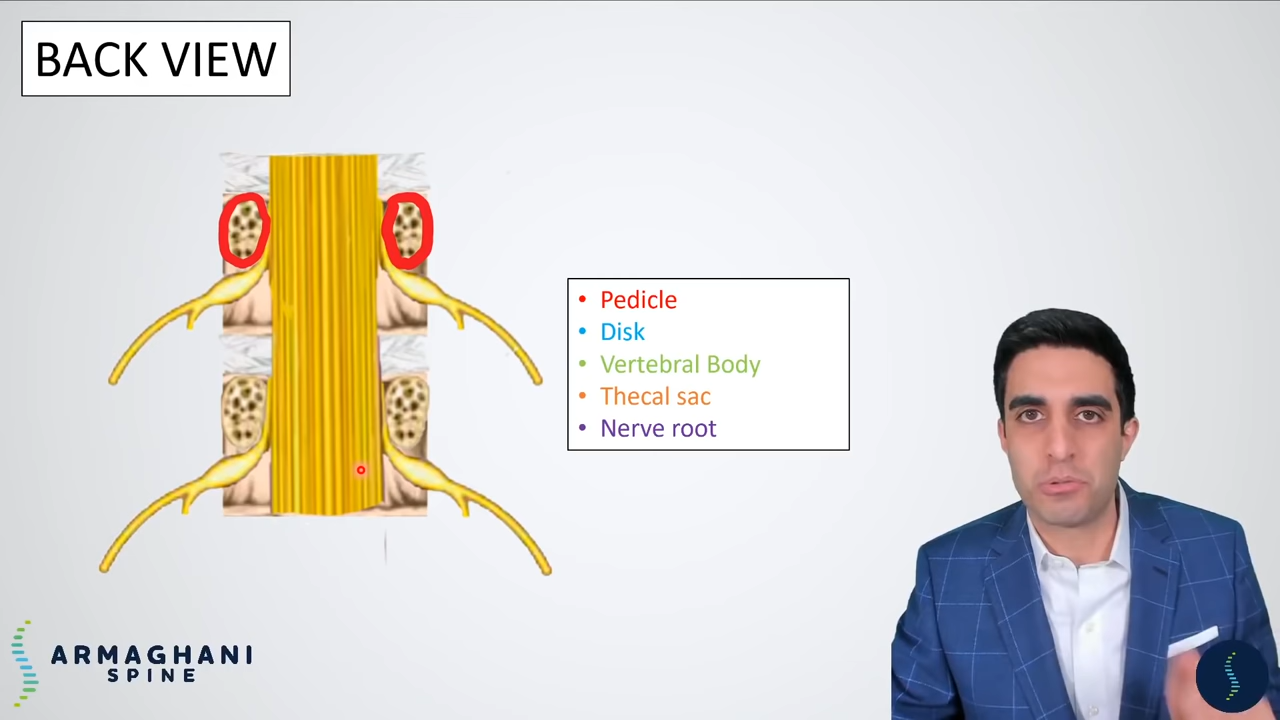 BACK VIEW
• Pedicle
• Disk
• Vertebral Body
• Thecal sac
• Nerve root
ARMAGHANI
SPINE